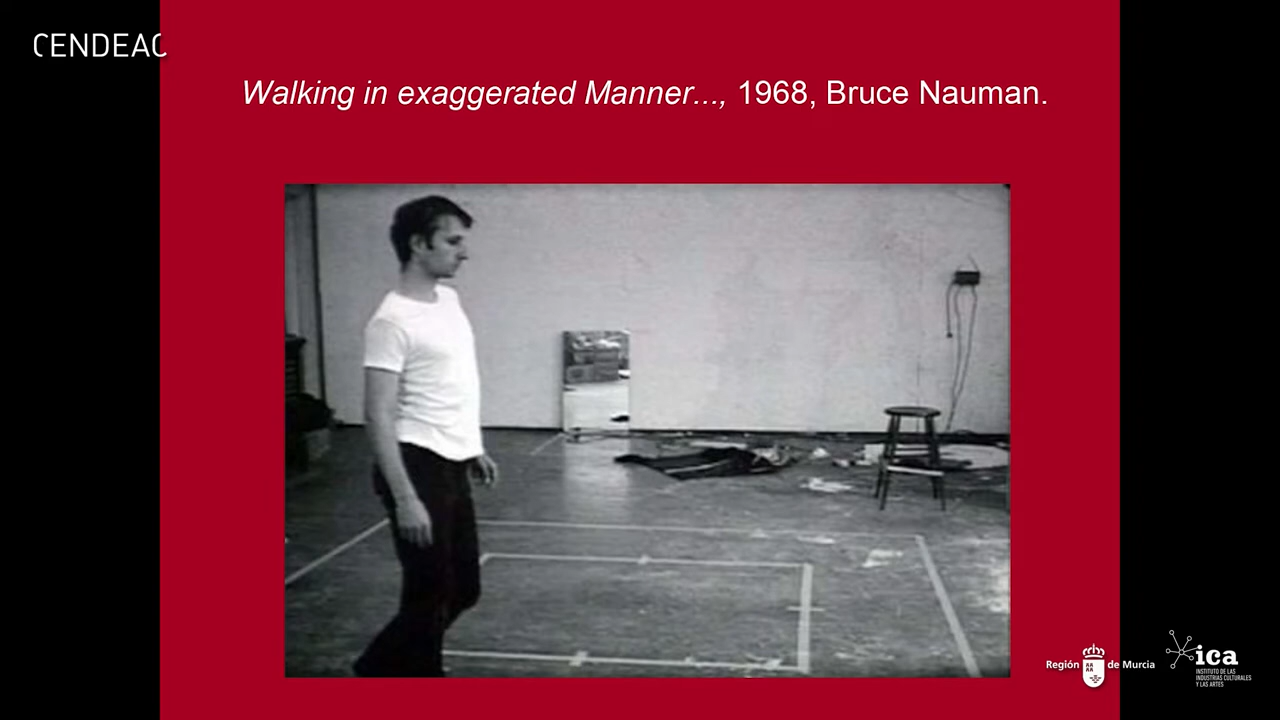 CENDEAC
Walking in exaggerated Manner..., 1968, Bruce Nauman.
Región de Murcia
ica
INSTITUTO DE LAS
INDUSTRIAS CULTURALES
Y LAS ARTES